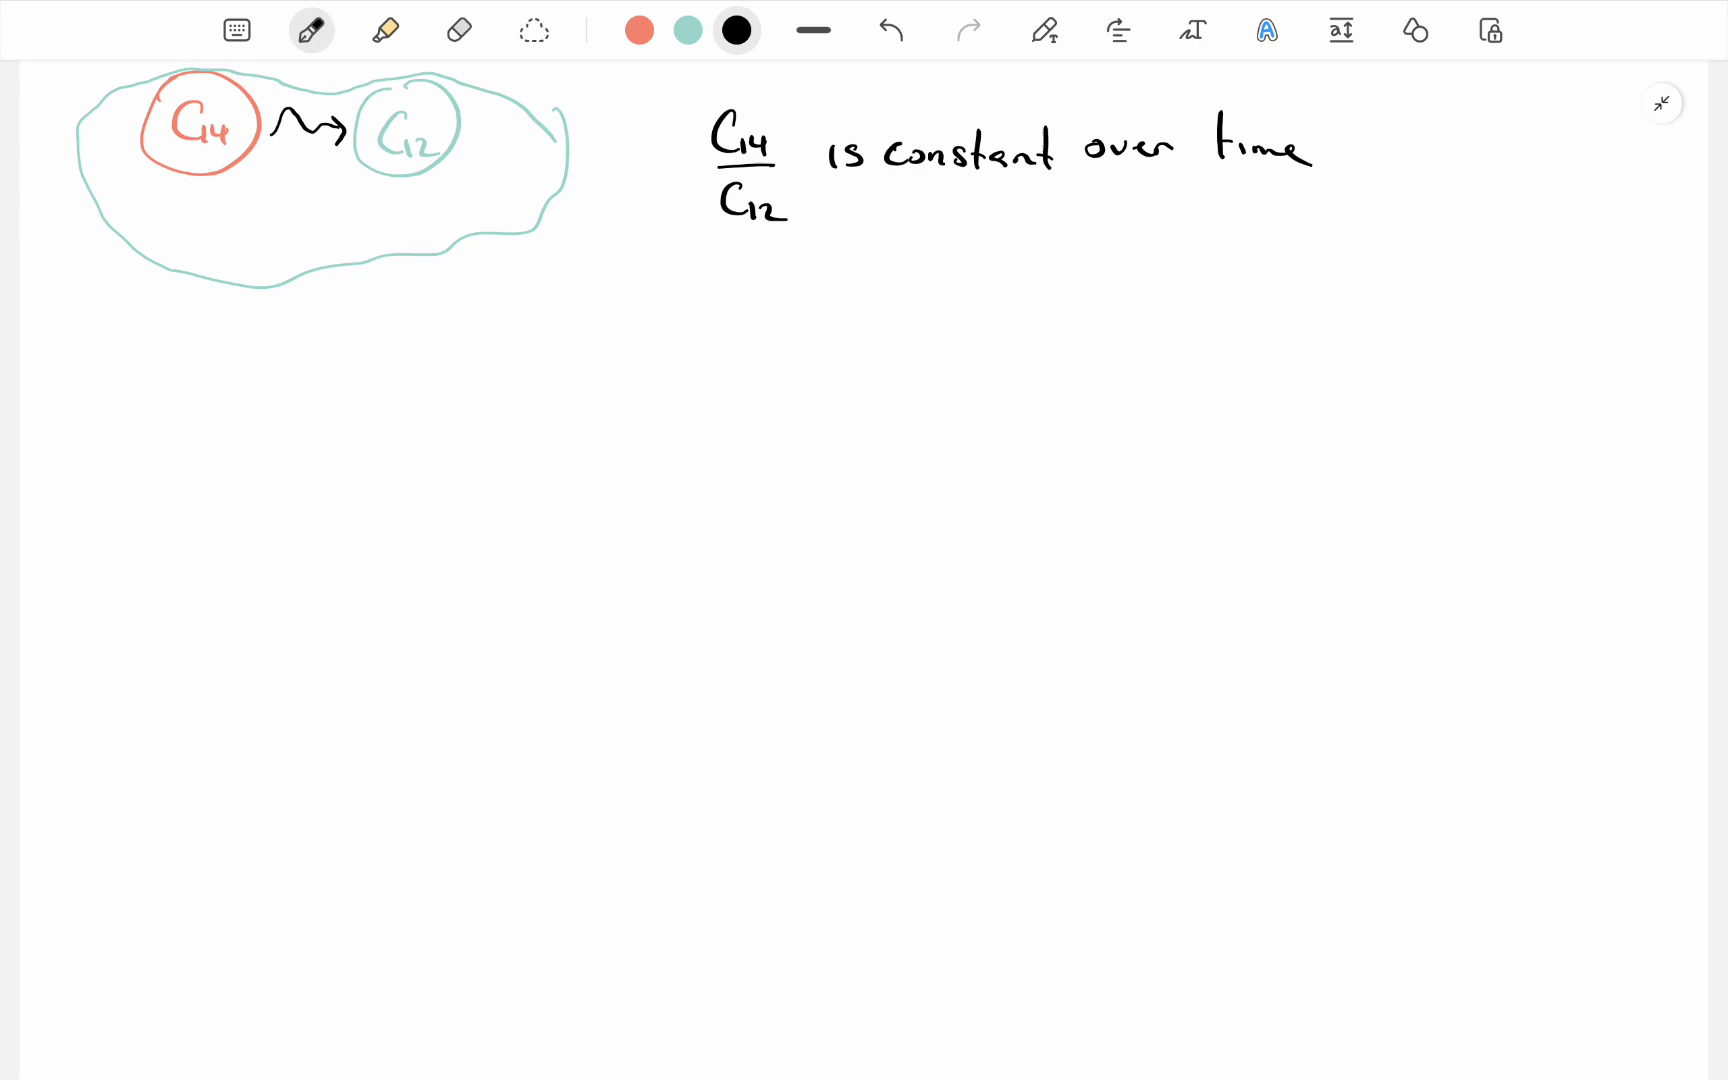 C₁₄ C₁₂
C₁₄
C₁₂
is constant over time